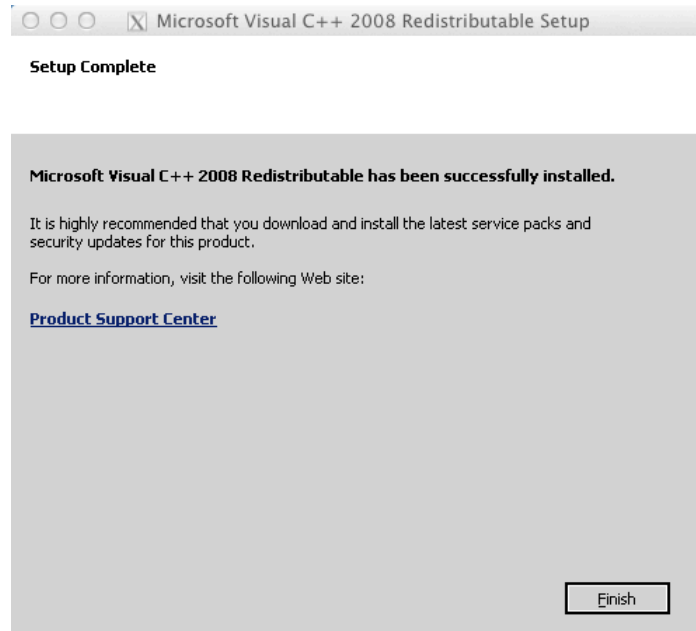 Microsoft Visual C++ 2008 Redistributable Setup
Setup Complete
Microsoft Visual C++ 2008 Redistributable has been successfully installed.
It is highly recommended that you download and install the latest service packs and
security updates for this product.
For more information, visit the following Web site:
Product Support Center
Finish